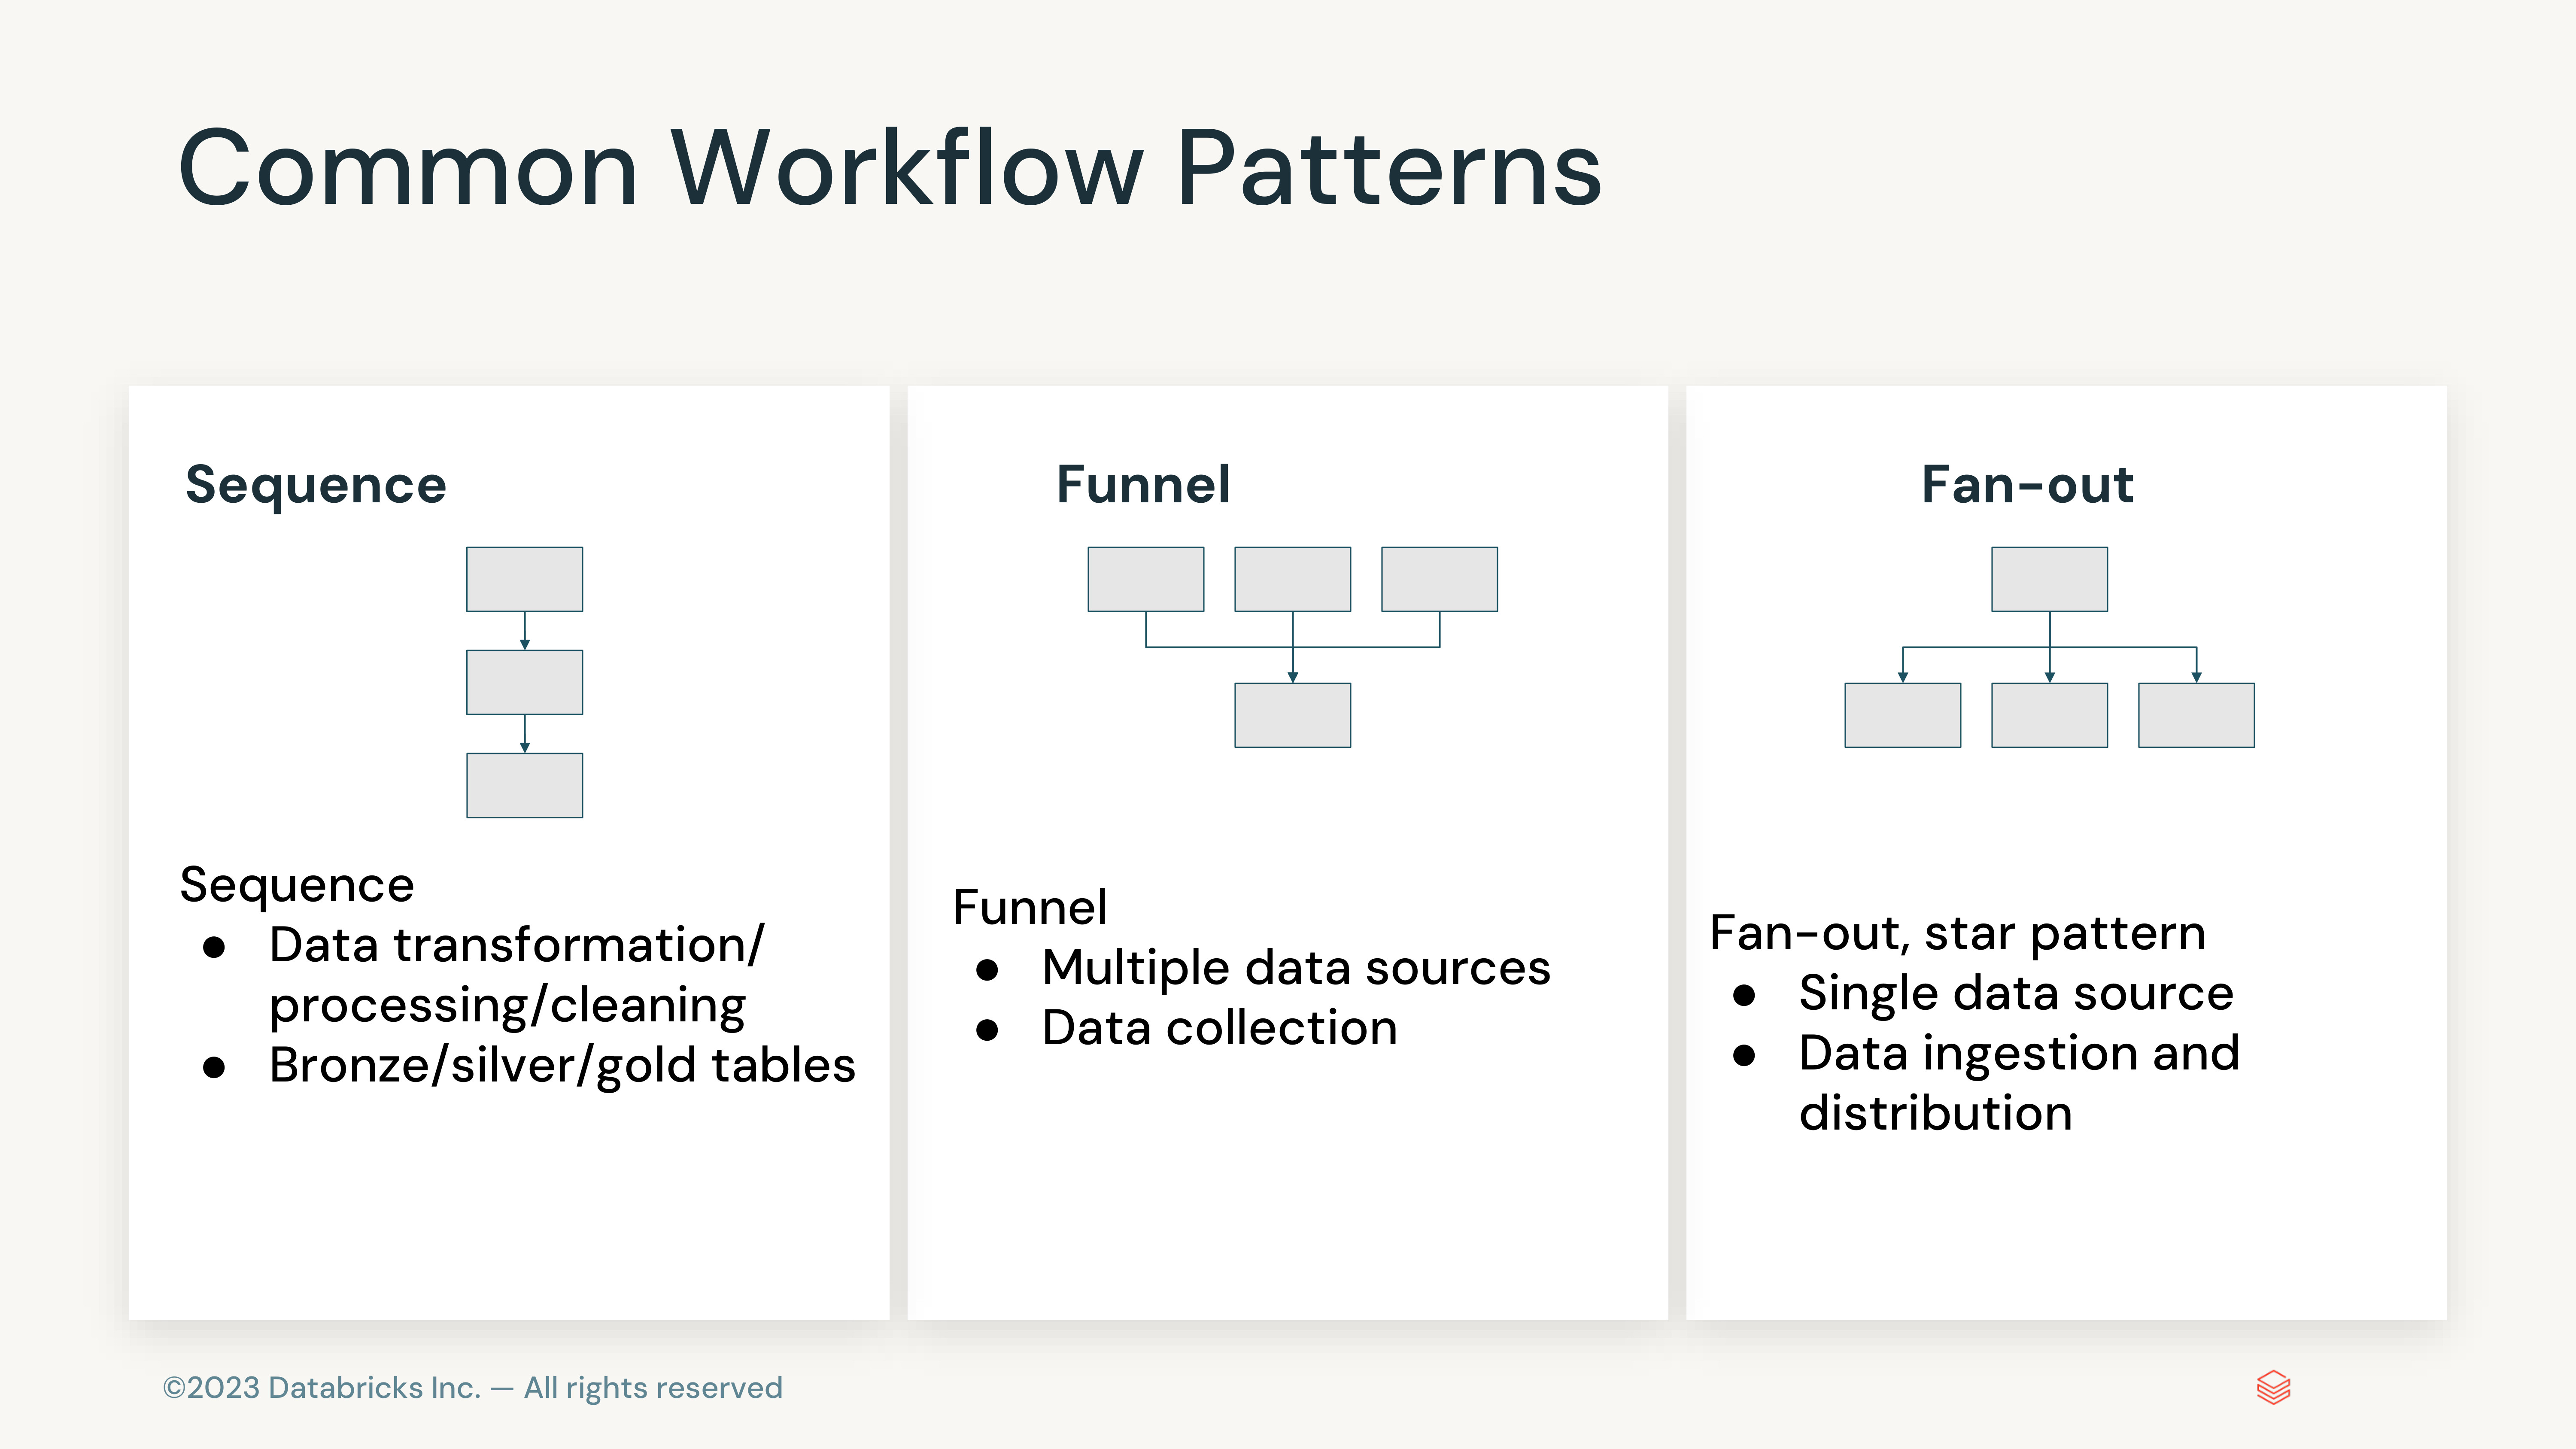 Common Workflow Patterns
Sequence
Sequence
● Data transformation/
processing/cleaning
● Bronze/silver/gold tables
Funnel
Funnel
● Multiple data sources
● Data collection
Fan-out
Fan-out, star pattern
● Single data source
● Data ingestion and
distribution
©2023 Databricks Inc. — All rights reserved